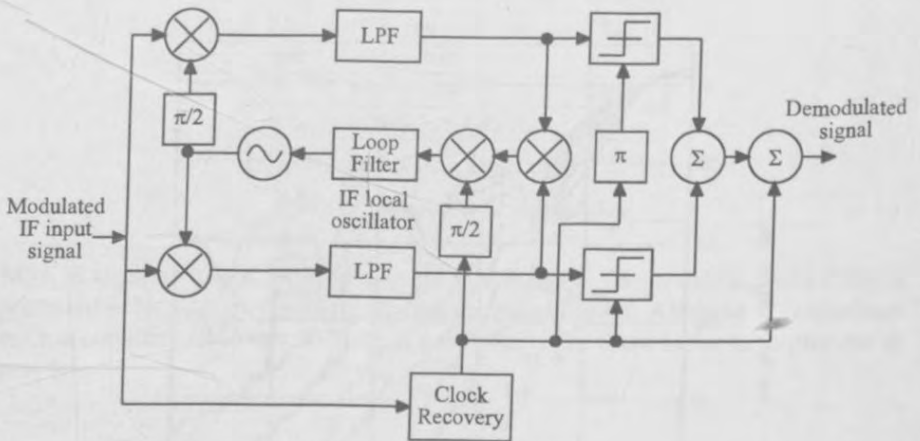 LPF
π/2
Demodulated
signal
Loop
Filter
π
Σ
Σ
IF local
oscillator
Modulated
IF input
signal
π/2
LPF
Clock
Recovery